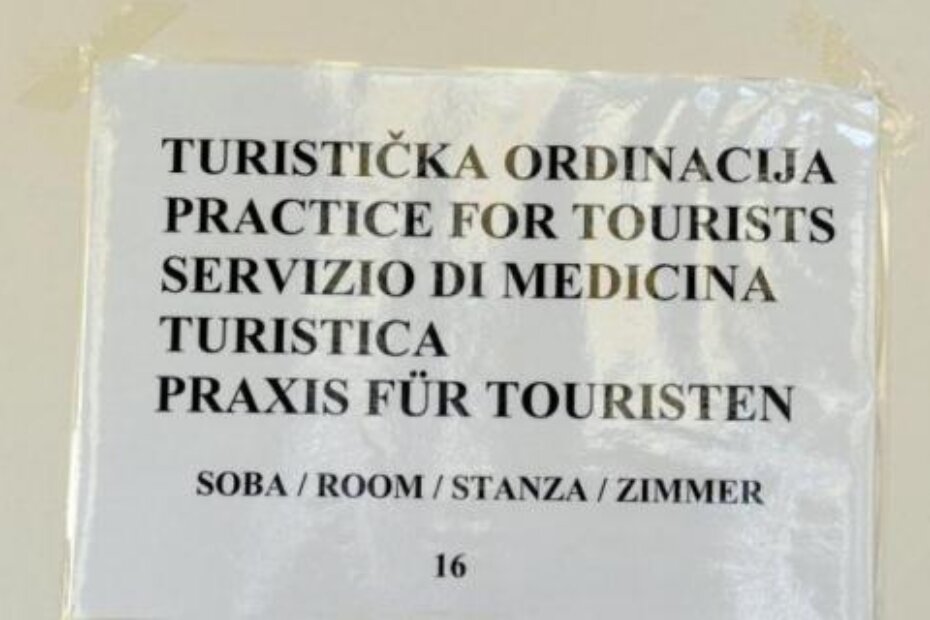 TURISTIČKA ORDINACIJA
PRACTICE FOR TOURISTS
SERVIZIO DI MEDICINA
TURISTICA
PRAXIS FÜR TOURISTEN
SOBA / ROOM / STANZA / ZIMMER
16